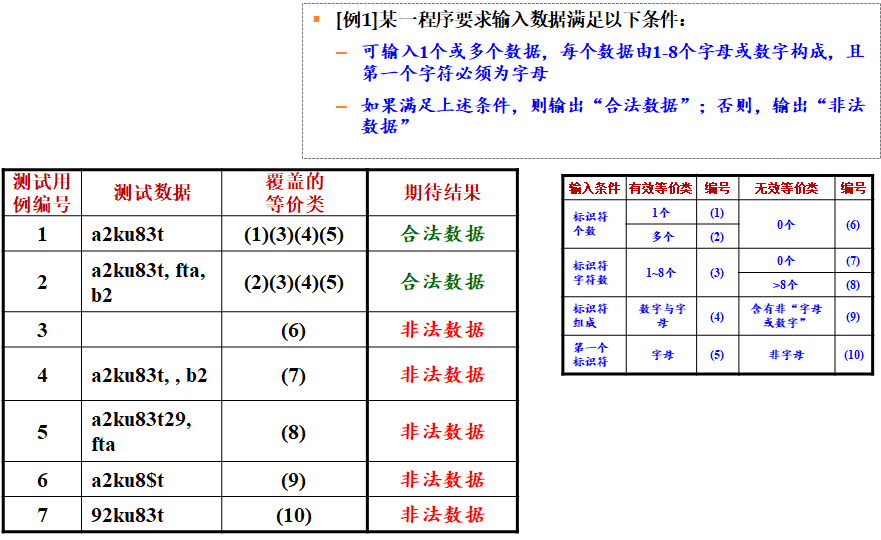 [例1]某一程序要求输入数据满足以下条件：
– 可输入1个或多个数据，每个数据由1-8个字母或数字构成，且
第一个字符必须为字母
– 如果满足上述条件，则输出“合法数据”；否则，输出“非法
数据”
测试用
例编号
测试数据
覆盖的
等价类
期待结果
1 a2ku83t (1)(3)(4)(5) 合法数据
2 a2ku83t, fta,
b2
(2)(3)(4)(5) 合法数据
3 (6) 非法数据
4 a2ku83t, , b2 (7) 非法数据
5 a2ku83t29,
fta
(8) 非法数据
6 a2ku8$t (9) 非法数据
7 92ku83t (10) 非法数据
输入条件 有效等价类 编号 无效等价类 编号
标识符
个数
1个 (1)
多个 (2)
0个 (6)
标识符
字符数
1~8个 (3)
0个 (7)
>8个 (8)
标识符
组成
数字与字
母
(4)
含有非“字母
或数字”
(9)
第一个
标识符
字母 (5) 非字母 (10)